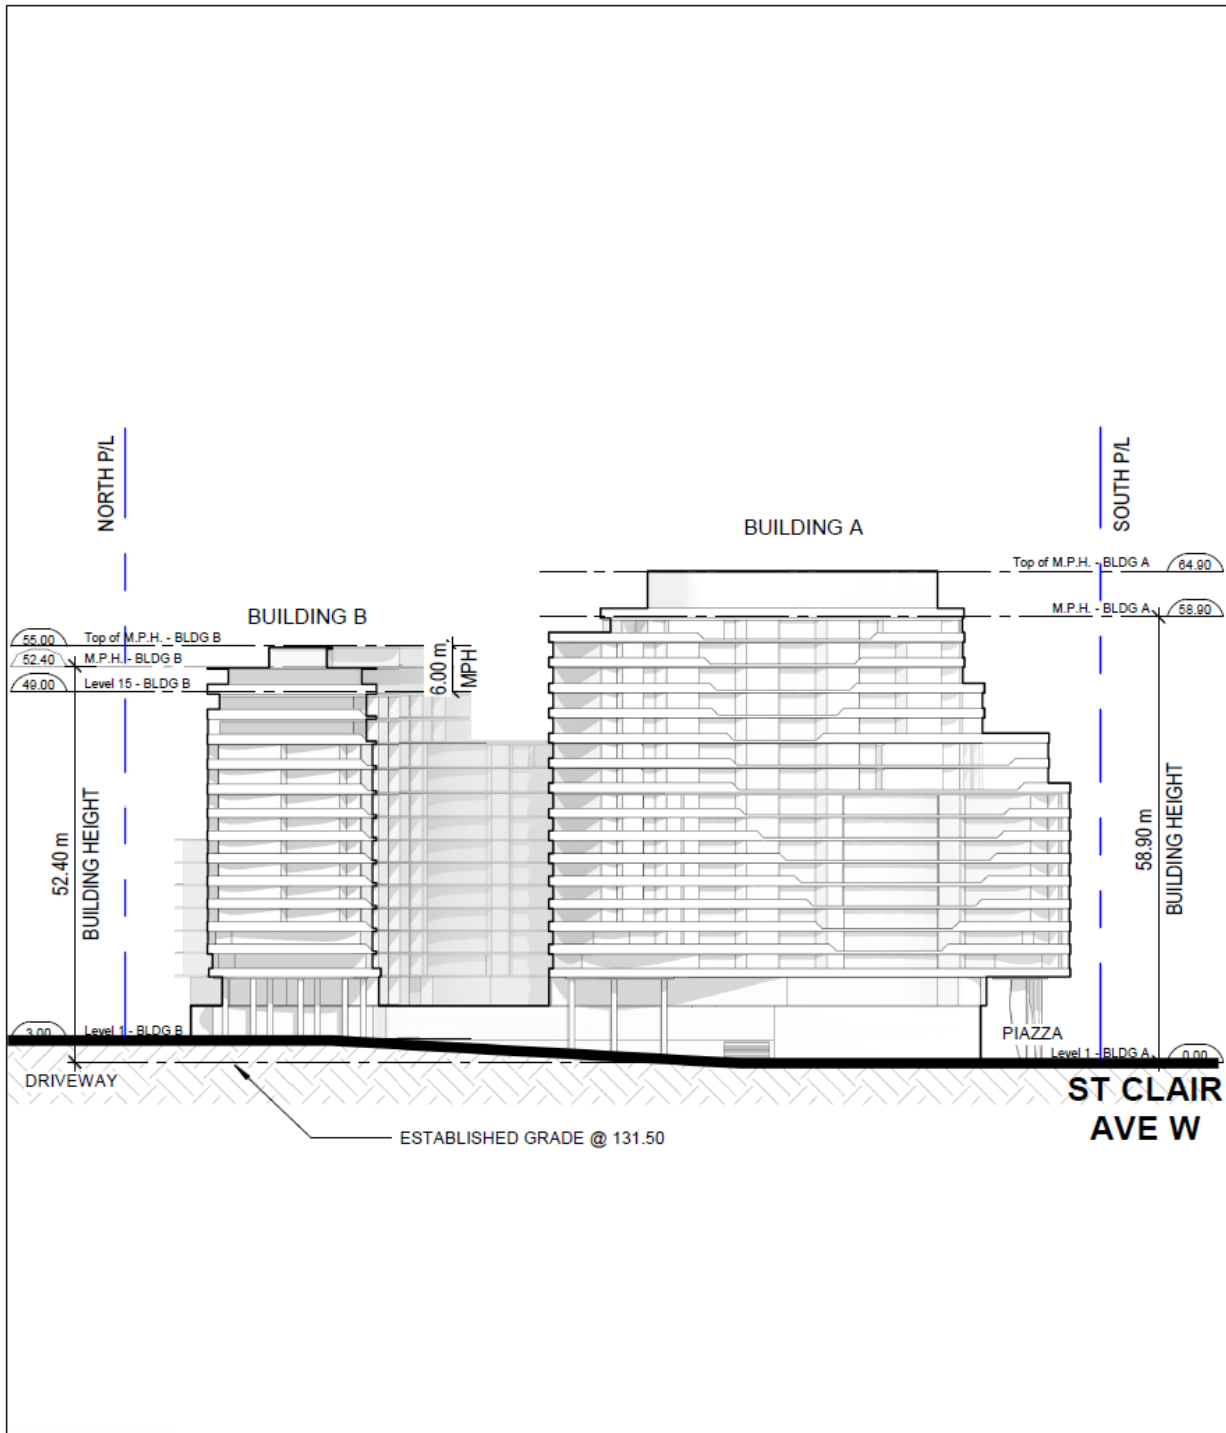 NORTH P/L
SOUTH P/L
BUILDING A
Top of M.P.H. - BLDG A
64.90
M.P.H. - BLDG A
58.90
BUILDING B
55.00
Top of M.P.H. - BLDG B
52.40
M.P.H.- BLDG B
49.00
Level 15 - BLDG B
6.00 m
MPH
52.40 m
BUILDING HEIGHT
58.90 m
BUILDING HEIGHT
3.00
Level 1 - BLDG B
PIAZZA
Level 1 - BLDG A
0.00
DRIVEWAY
ST CLAIR
AVE W
ESTABLISHED GRADE @ 131.50